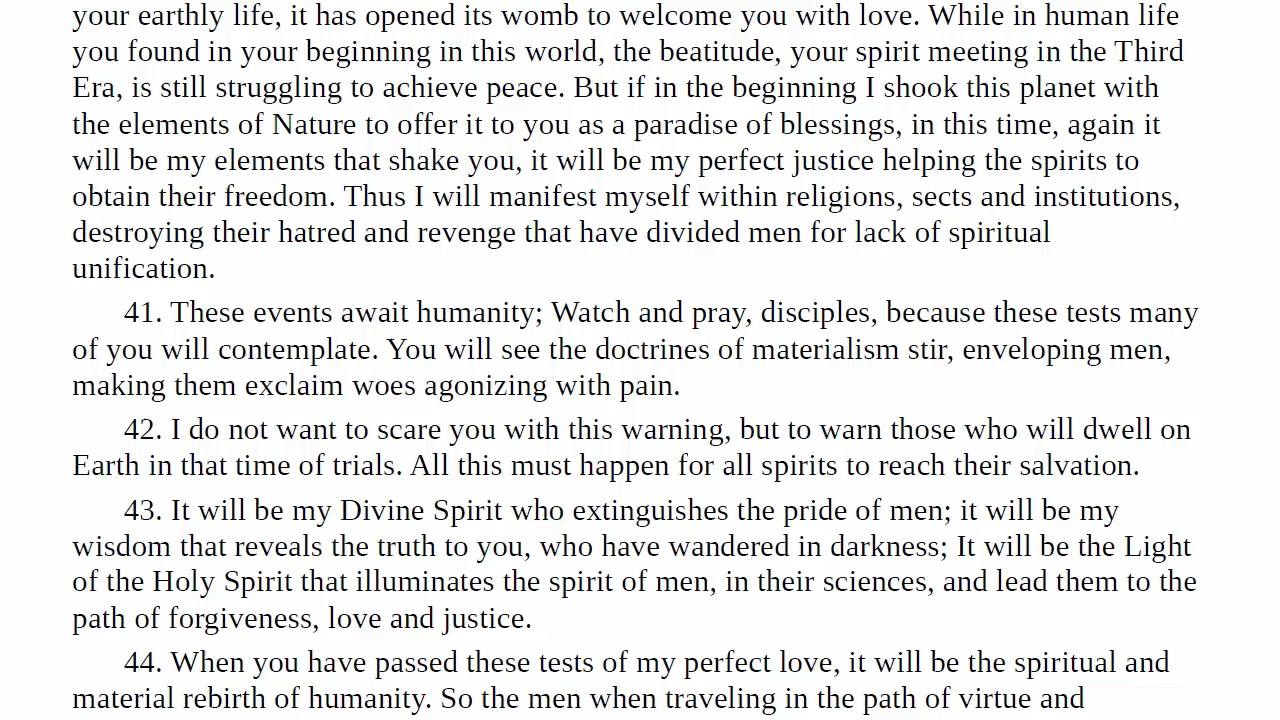 your earthly life, it has opened its womb to welcome you with love. While in human life
you found in your beginning in this world, the beatitude, your spirit meeting in the Third
Era, is still struggling to achieve peace. But if in the beginning I shook this planet with
the elements of Nature to offer it to you as a paradise of blessings, in this time, again it
will be my elements that shake you, it will be my perfect justice helping the spirits to
obtain their freedom. Thus I will manifest myself within religions, sects and institutions,
destroying their hatred and revenge that have divided men for lack of spiritual
unification.
41. These events await humanity; Watch and pray, disciples, because these tests many
of you will contemplate. You will see the doctrines of materialism stir, enveloping men,
making them exclaim woes agonizing with pain.
42. I do not want to scare you with this warning, but to warn those who will dwell on
Earth in that time of trials. All this must happen for all spirits to reach their salvation.
43. It will be my Divine Spirit who extinguishes the pride of men; it will be my
wisdom that reveals the truth to you, who have wandered in darkness; It will be the Light
of the Holy Spirit that illuminates the spirit of men, in their sciences, and lead them to the
path of forgiveness, love and justice.
44. When you have passed these tests of my perfect love, it will be the spiritual and
material rebirth of humanity. So the men when traveling in the path of virtue and